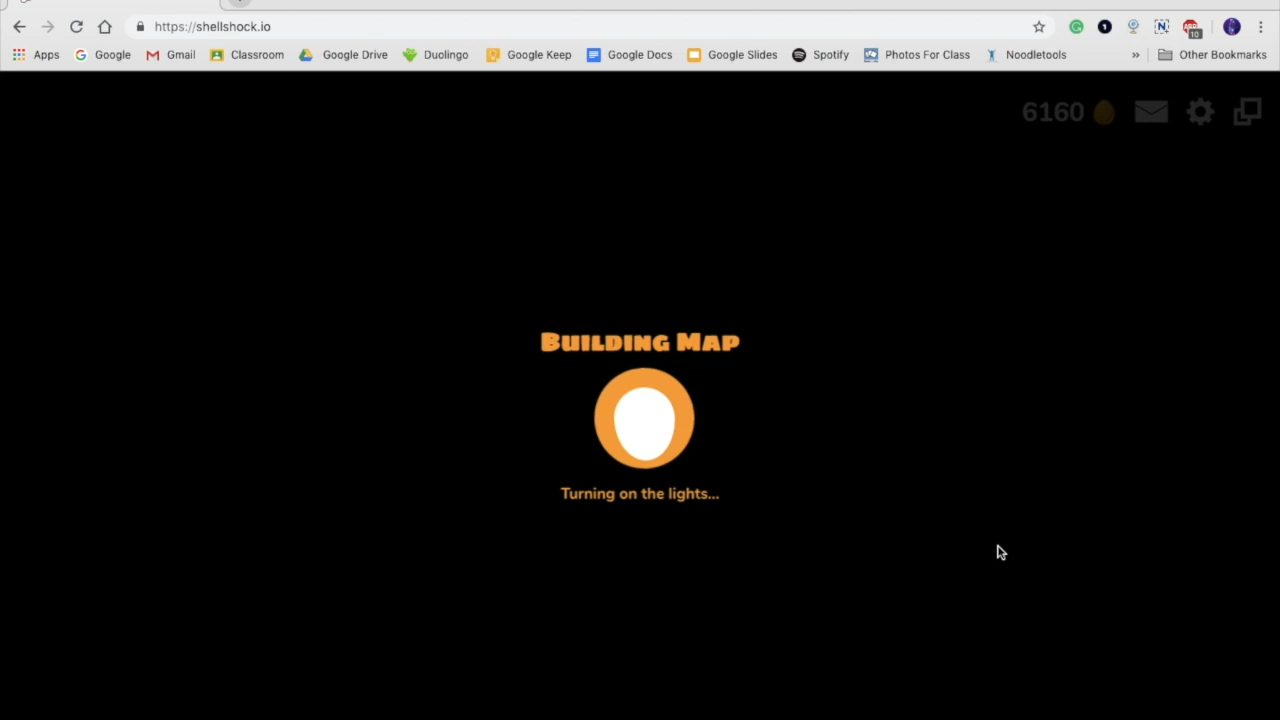 https://shellshock.io
10
Apps Google Gmail Classroom Google Drive Duolingo Google Keep Google Docs Google Slides Spotify Photos For Class Noodletools » Other Bookmarks
6160
Building Map
Turning on the lights...